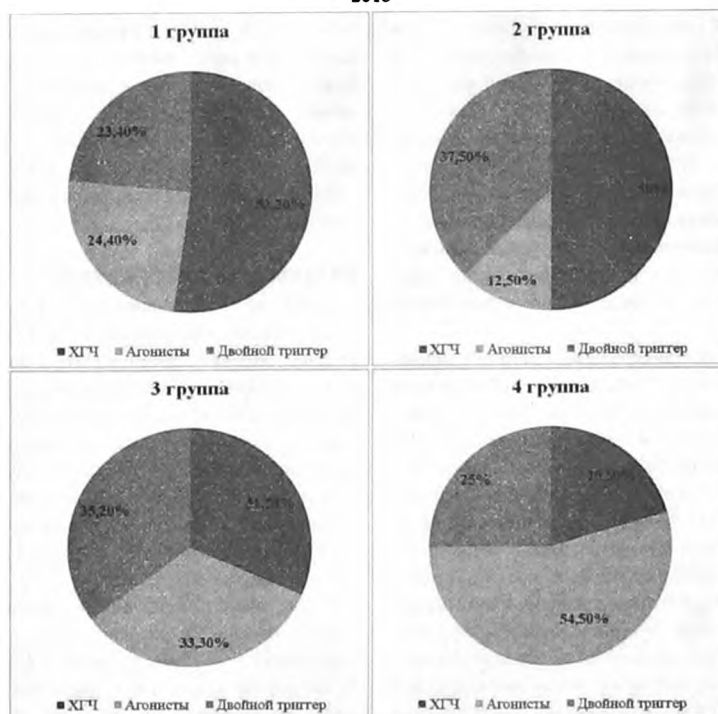 1 группа
23,40%
24,40%
■ ХГЧ ■ Агонисты ■ Двойной триггер
2 группа
37,50%
50%
12,50%
■ ХГЧ ■ Агонисты ■ Двойной триггер
3 группа
35,20%
33,30%
■ ХГЧ ■ Агонисты ■ Двойной триггер
4 группа
25%
54,50%
■ ХГЧ ■ Агонисты ■ Двойной триггер